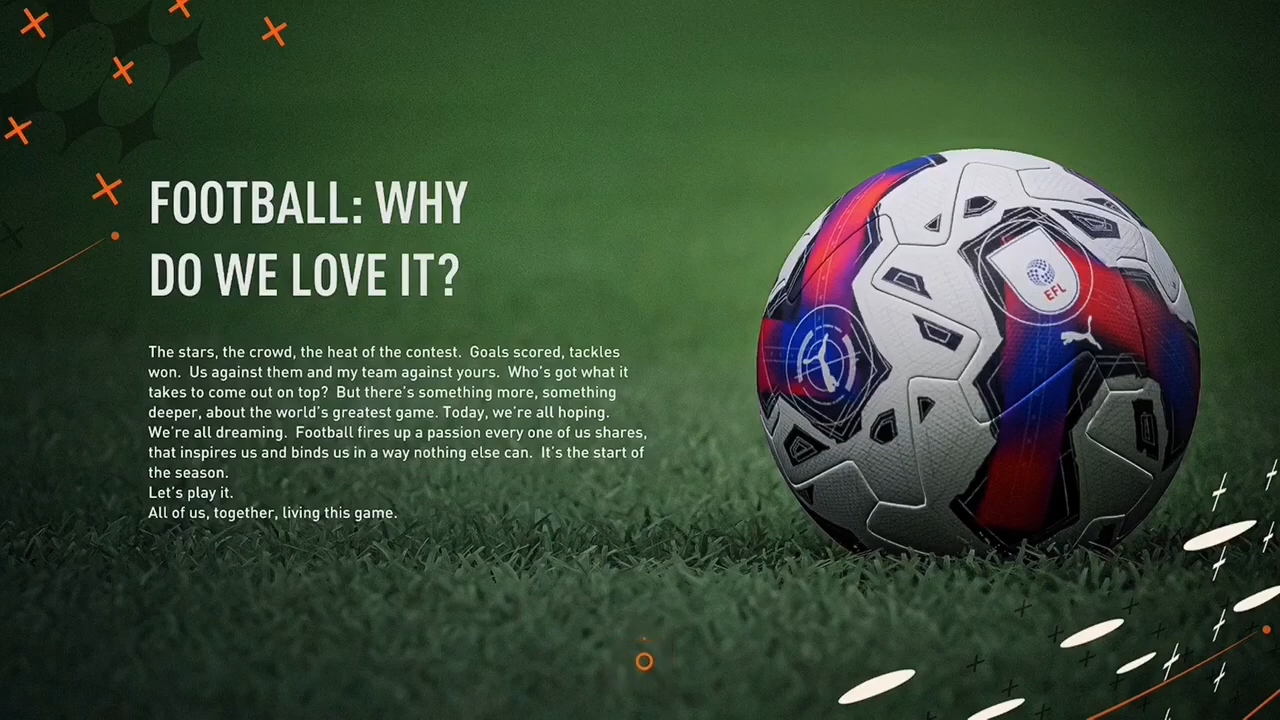 FOOTBALL: WHY
DO WE LOVE IT?
The stars, the crowd, the heat of the contest.  Goals scored, tackles
won.  Us against them and my team against yours.  Who's got what it
takes to come out on top?  But there's something more, something
deeper, about the world's greatest game. Today, we're all hoping.
We're all dreaming.  Football fires up a passion every one of us shares,
that inspires us and binds us in a way nothing else can.  It's the start of
the season.
Let's play it.
All of us, together, living this game.
EFL